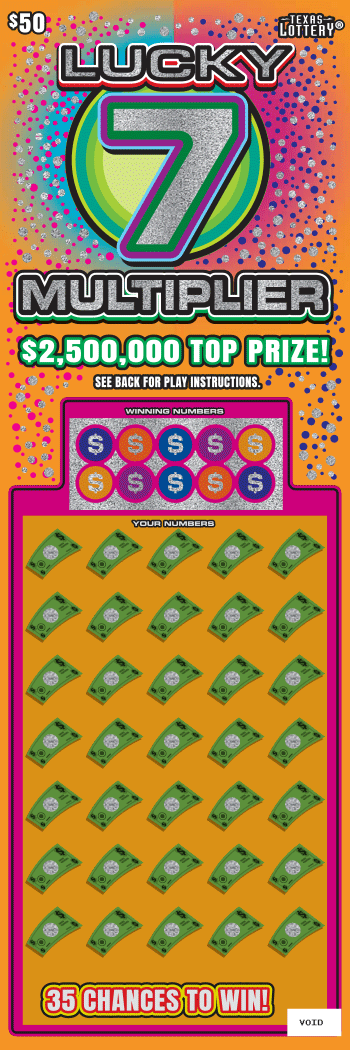 $50
TEXAS
LOTTERY®
LUCKY
7
MULTIPLIER
$2,500,000 TOP PRIZE!
SEE BACK FOR PLAY INSTRUCTIONS.
WINNING NUMBERS
$ $ $ $ $
$ $ $ $ $
YOUR NUMBERS
35 CHANCES TO WIN!
VOID